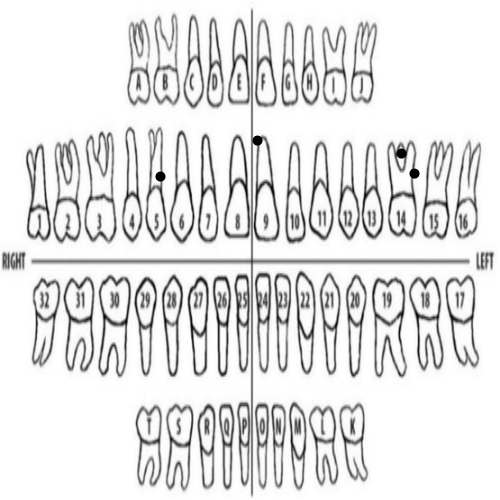 A B C D E F G H I J
1 2 3 4 5 6 7 8 9 10 11 12 13 14 15 16
RIGHT LEFT
32 31 30 29 28 27 26 25 24 23 22 21 20 19 18 17
T S R Q P O N M L K